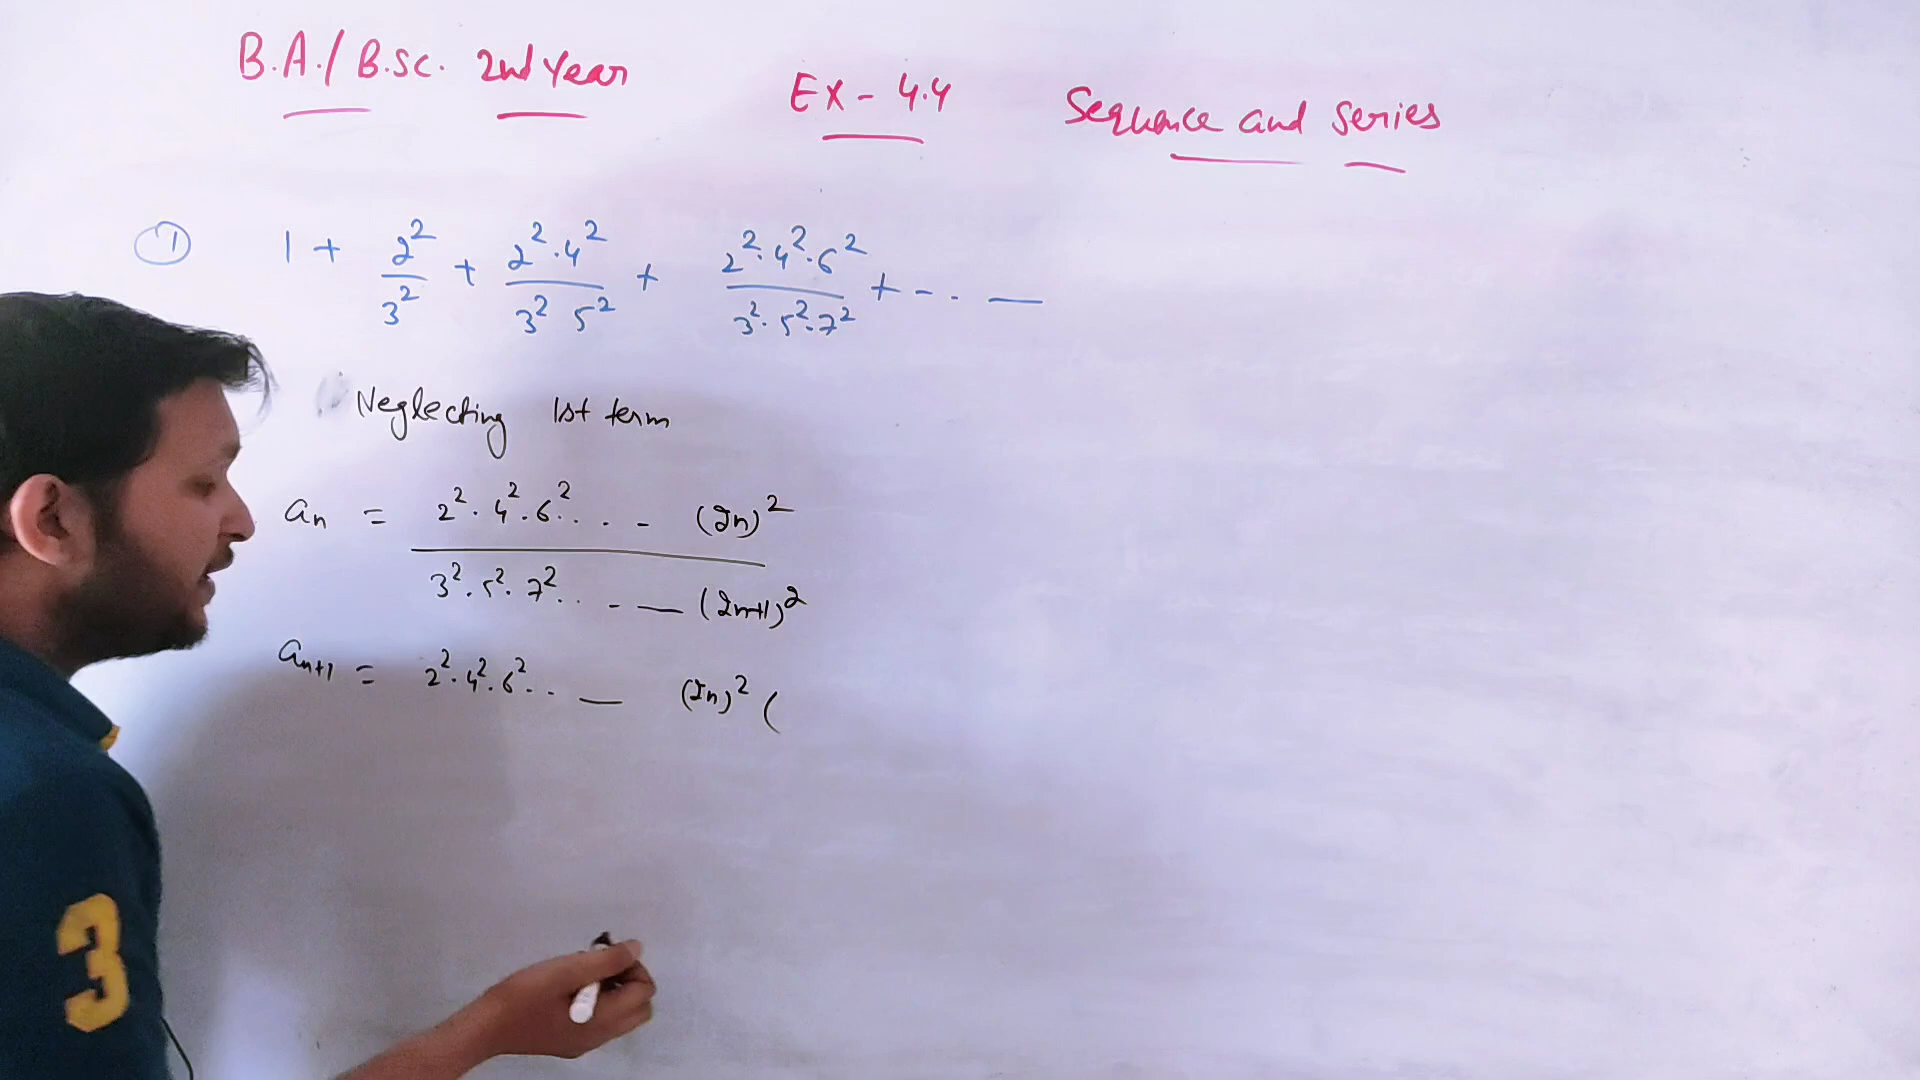 B.A./B.Sc. 2nd Year Ex - 4.4 Sequence and Series
① 1 + 2²/3² + 2².4²/3² 5² + 2².4².6²/3².5².7² + - . . —
Neglecting 1st term
aₙ = 2².4².6². . . - (2n)² / 3².5².7². . . - — (2n+1)²
aₙ₊₁ = 2².4².6². . . — (2n)² (
3